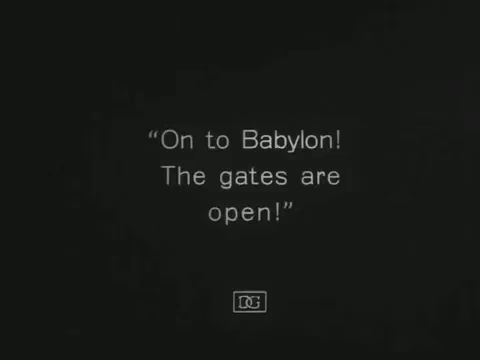 “On to Babylon!
The gates are
open!”
DG